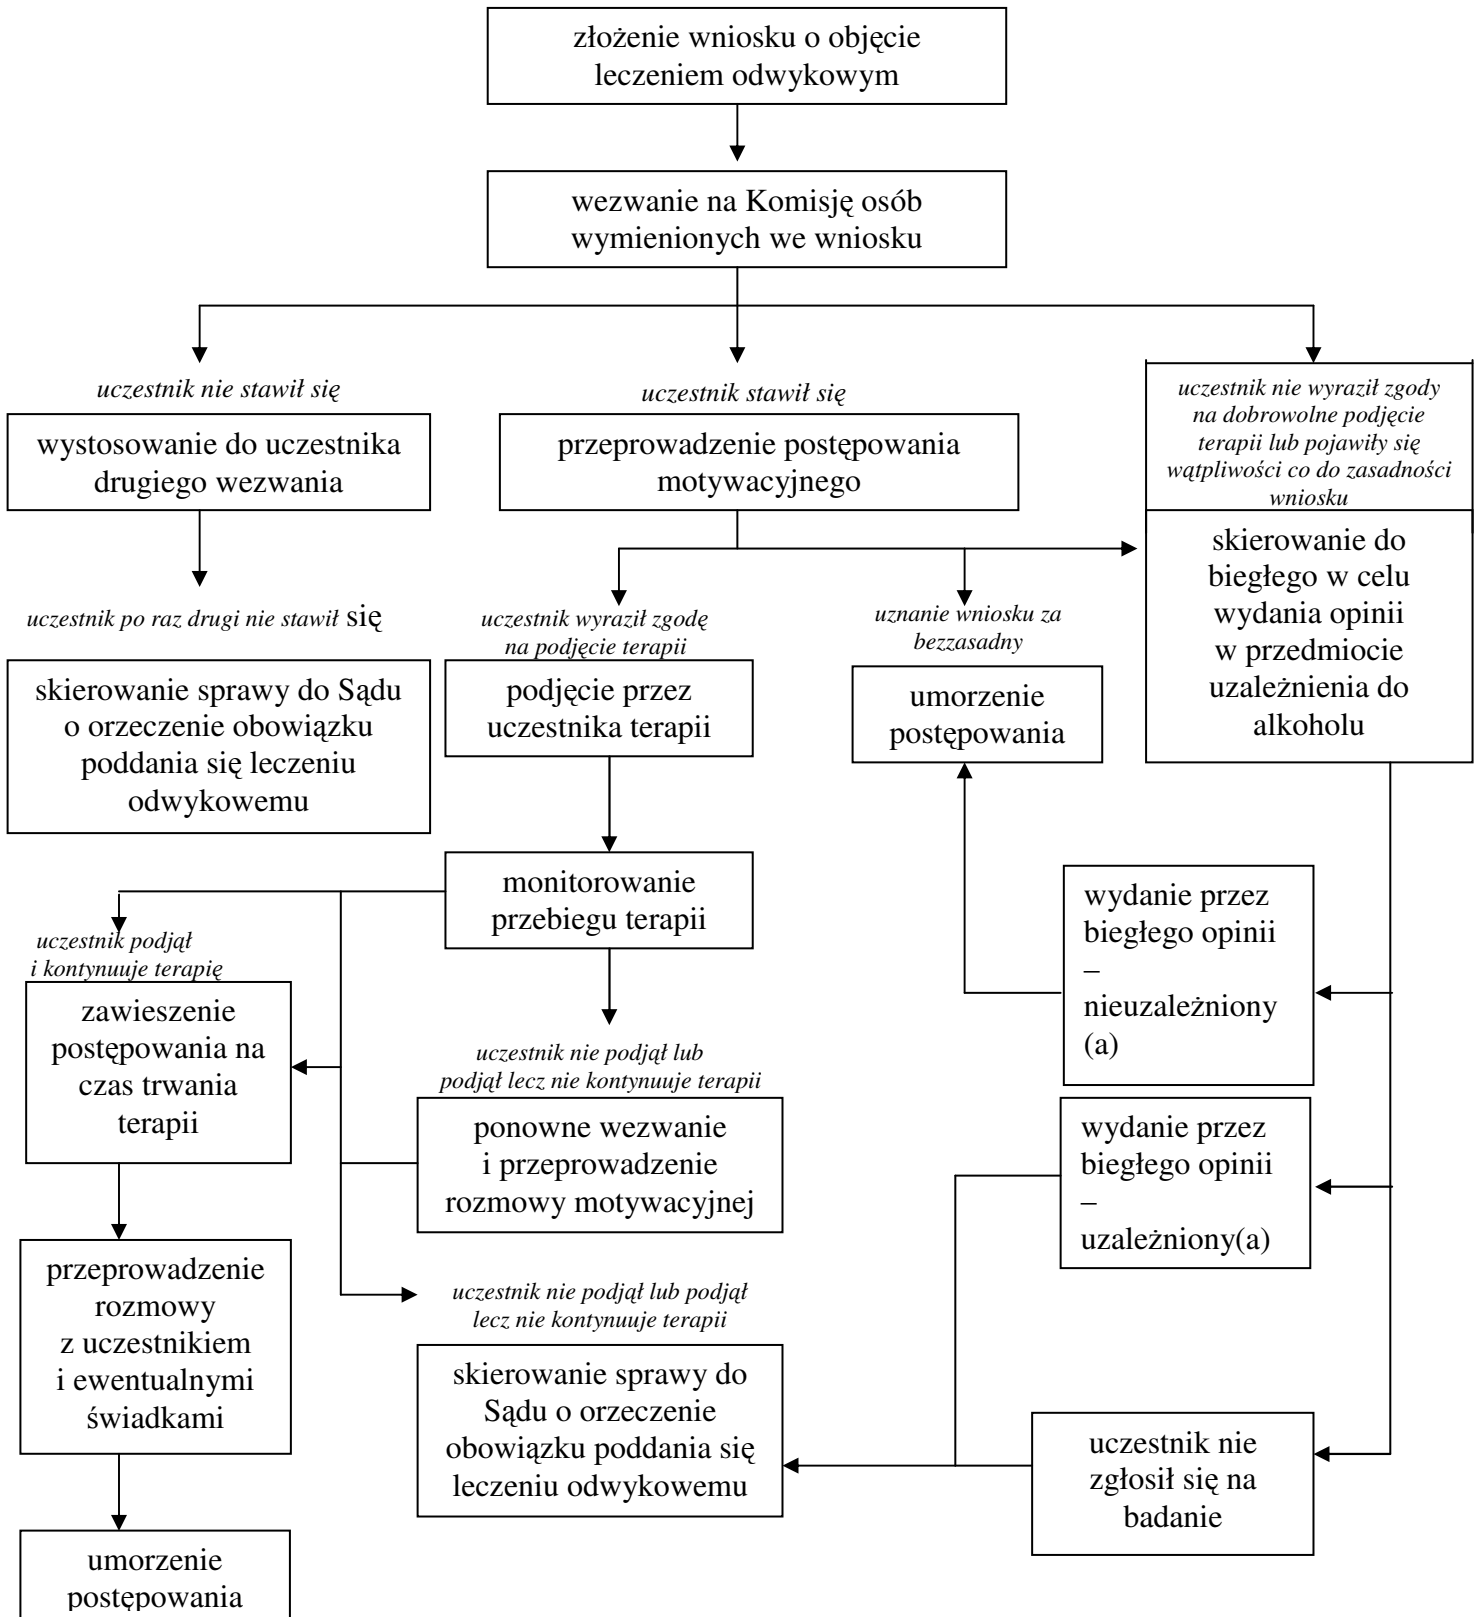 złożenie wniosku o objęcie
leczeniem odwykowym
wezwanie na Komisję osób
wymienionych we wniosku
uczestnik nie stawił się
wystosowanie do uczestnika
drugiego wezwania
uczestnik stawił się
przeprowadzenie postępowania
motywacyjnego
uczestnik nie wyraził zgody
na dobrowolne podjęcie
terapii lub pojawiły się
wątpliwości co do zasadności
wniosku
skierowanie do
biegłego w celu
wydania opinii
w przedmiocie
uzależnienia do
alkoholu
uczestnik po raz drugi nie stawił się
skierowanie sprawy do Sądu
o orzeczenie obowiązku
poddania się leczeniu
odwykowemu
uczestnik wyraził zgodę
na podjęcie terapii
podjęcie przez
uczestnika terapii
uznanie wniosku za
bezzasadny
umorzenie
postępowania
monitorowanie
przebiegu terapii
wydanie przez
biegłego opinii
–
nieuzależniony
(a)
uczestnik podjął
i kontynuuje terapię
zawieszenie
postępowania na
czas trwania
terapii
uczestnik nie podjął lub
podjął lecz nie kontynuuje terapii
ponowne wezwanie
i przeprowadzenie
rozmowy motywacyjnej
wydanie przez
biegłego opinii
–
uzależniony(a)
przeprowadzenie
rozmowy
z uczestnikiem
i ewentualnymi
świadkami
uczestnik nie podjął lub podjął
lecz nie kontynuuje terapii
skierowanie sprawy do
Sądu o orzeczenie
obowiązku poddania się
leczeniu odwykowemu
uczestnik nie
zgłosił się na
badanie
umorzenie
postępowania